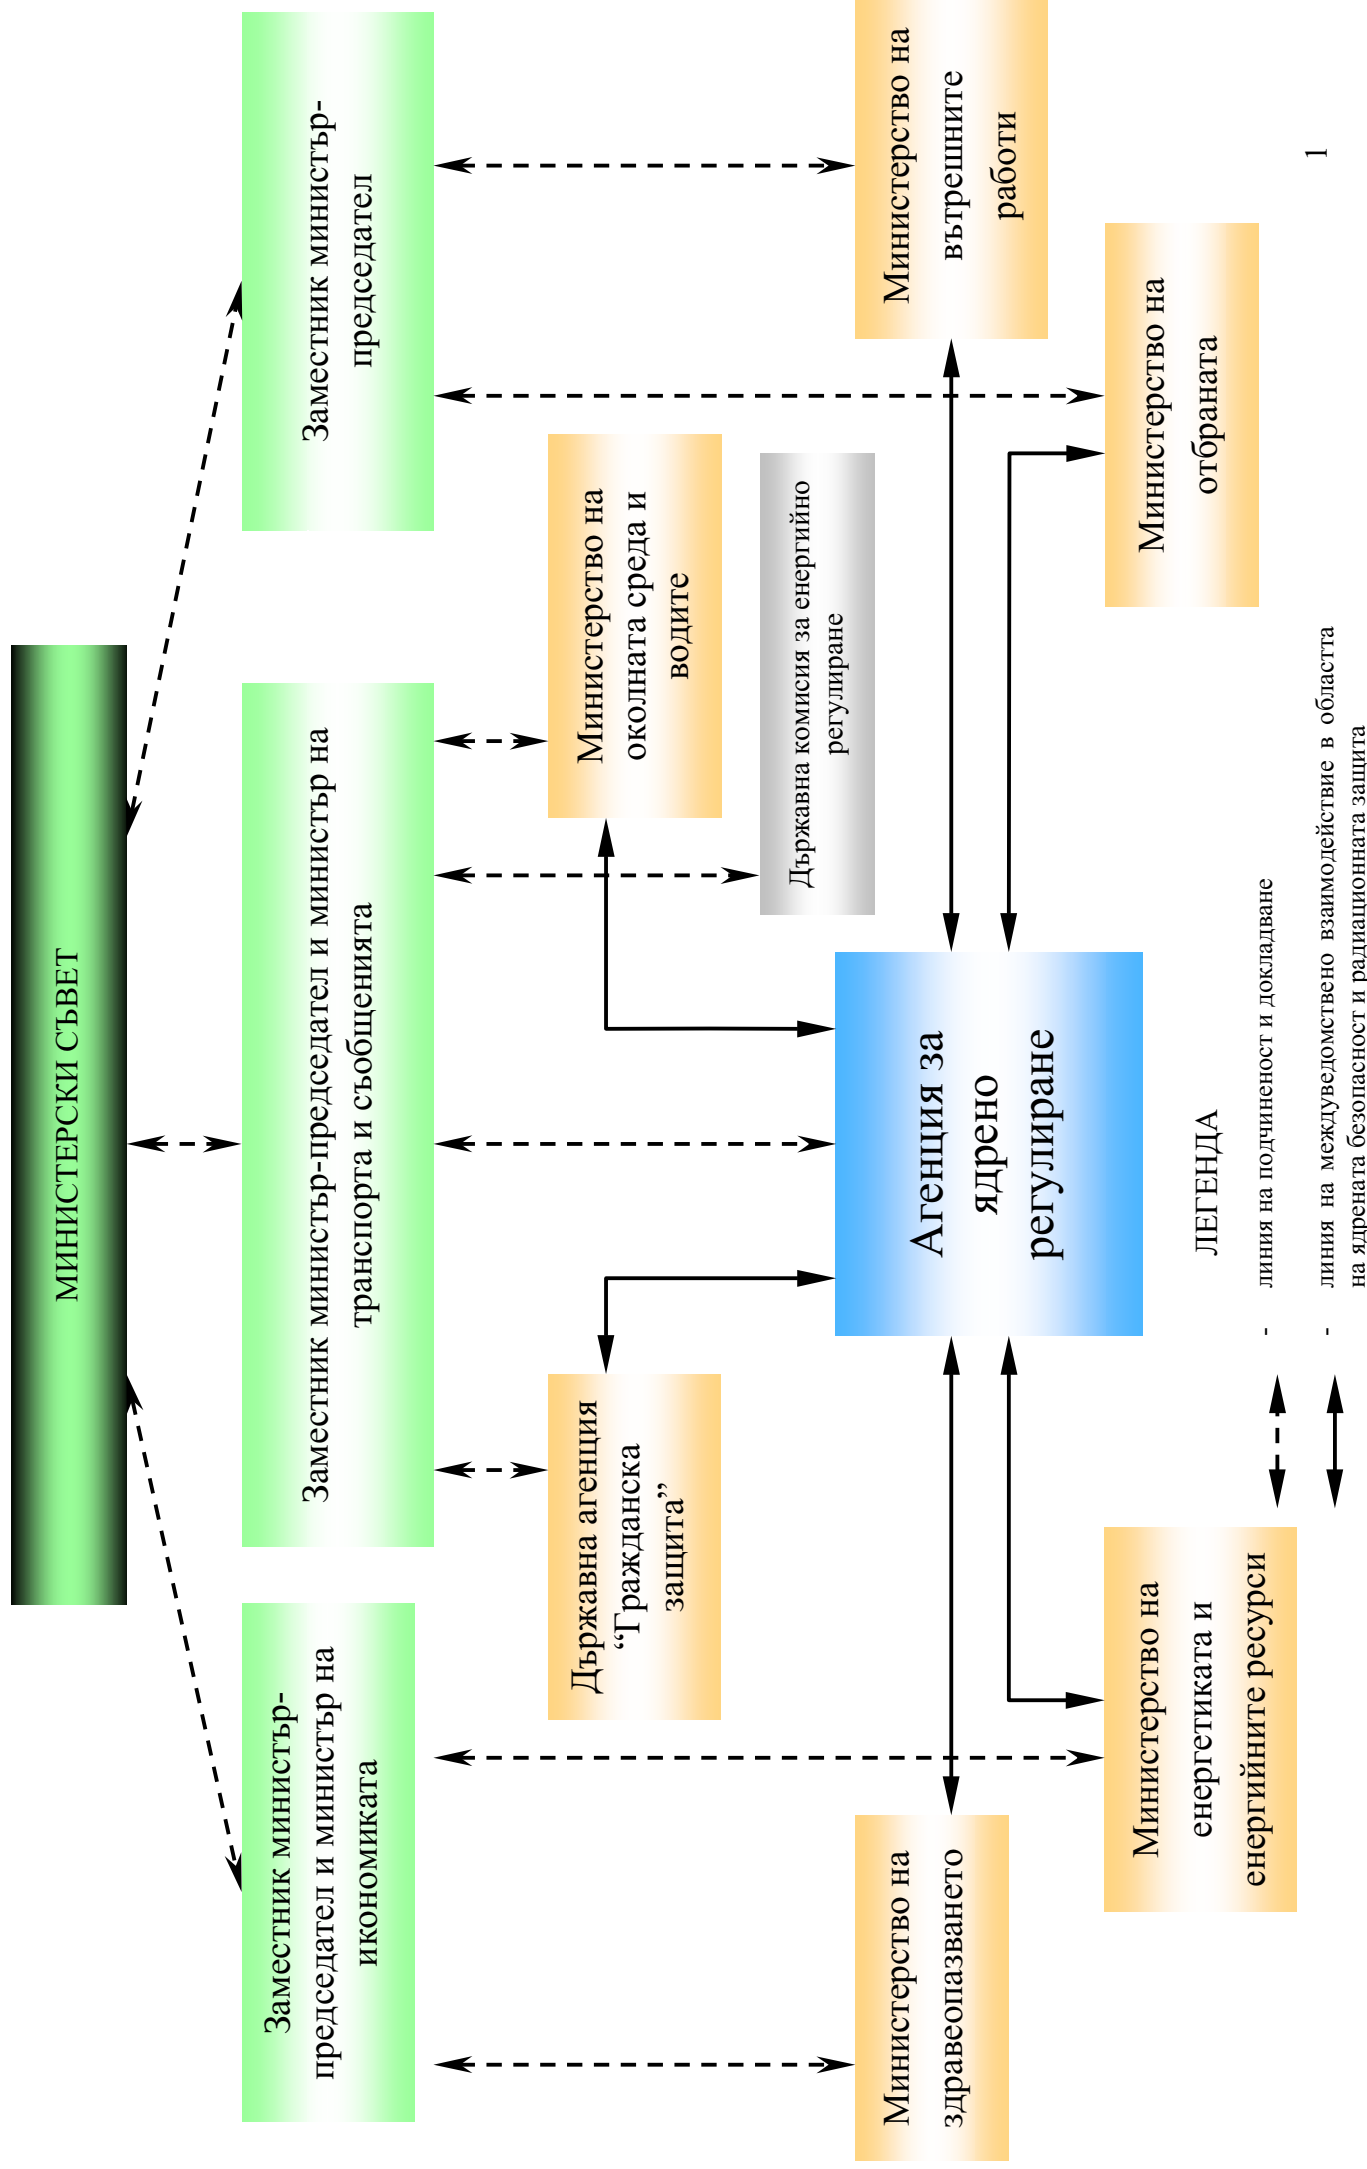 МИНИСТЕРСКИ СЪВЕТ
Заместник министър-
председател и министър на
икономиката
Заместник министър-председател и министър на
транспорта и съобщенията
Заместник министър-
председател
Държавна агенция
“Гражданска
защита”
Министерство на
околната среда и
водите
Държавна комисия за енергийно
регулиране
Министерство на
здравеопазването
Агенция за
ядрено
регулиране
Министерство на
вътрешните
работи
Министерство на
енергетиката и
енергийните ресурси
Министерство на
отбраната
ЛЕГЕНДА
- линия на подчиненост и докладване
- линия на междуведомствено взаимодействие в областта
на ядрената безопасност и радиационната защита
1